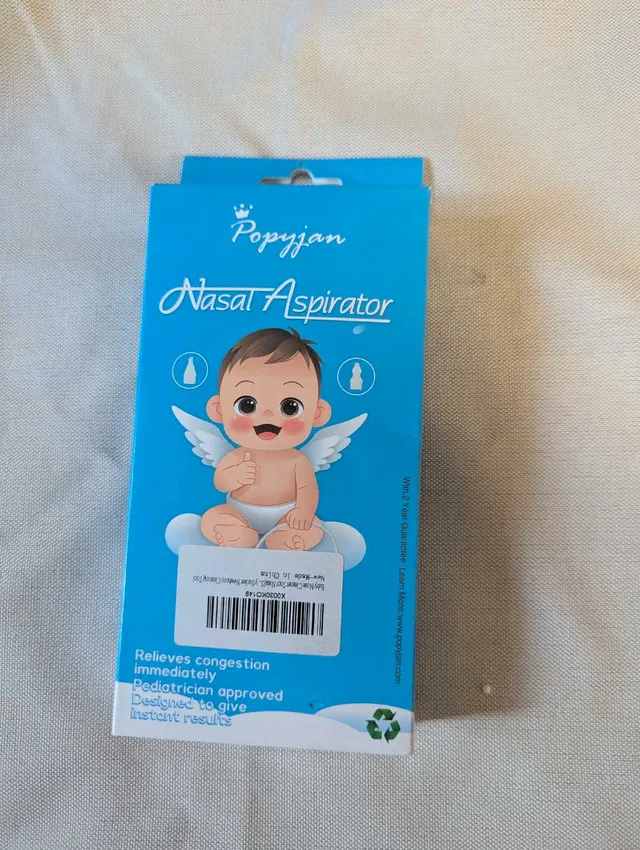 Popyjan
Nasal Aspirator
With 2 Year Guarantee Learn More: www.popyjan.com
X0030KO149
New-Made in China
Relieves congestion
immediately
Pediatrician approved
Designed to give
instant results